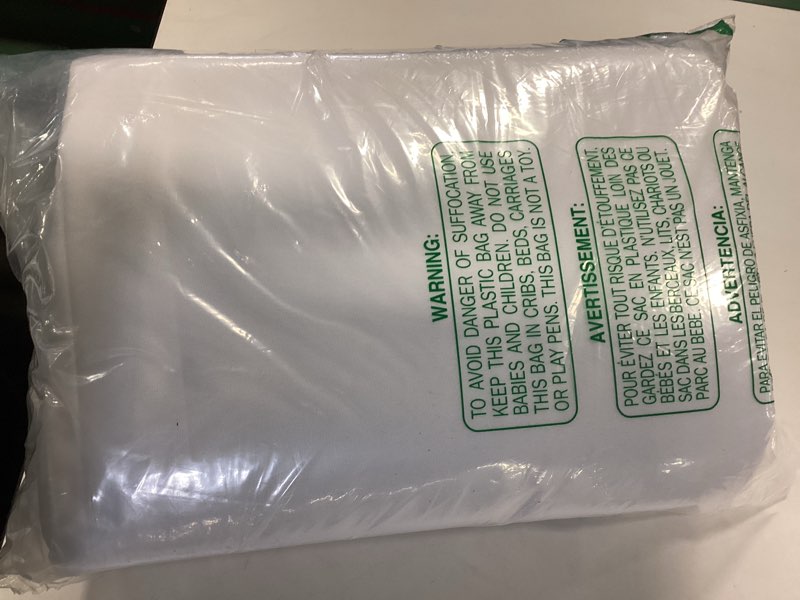 WARNING:
TO AVOID DANGER OF SUFFOCATION
KEEP THIS PLASTIC BAG AWAY FROM
BABIES AND CHILDREN. DO NOT USE
THIS BAG IN CRIBS, BEDS, CARRIAGES
OR PLAY PENS. THIS BAG IS NOT A TOY.
AVERTISSEMENT:
POUR ÉVITER TOUT RISQUE D'ÉTOUFFEMENT,
GARDEZ CE SAC EN PLASTIQUE LOIN DES
BÉBÉS ET LES ENFANTS. N'UTILISEZ PAS CE
SAC DANS LES BERCEAUX, LITS, CHARIOTS OU
PARC AU BEBE. CE SAC N'EST PAS UN JOUET.
ADVERTENCIA:
PARA EVITAR EL PELIGRO DE ASFIXIA, MANTENGA